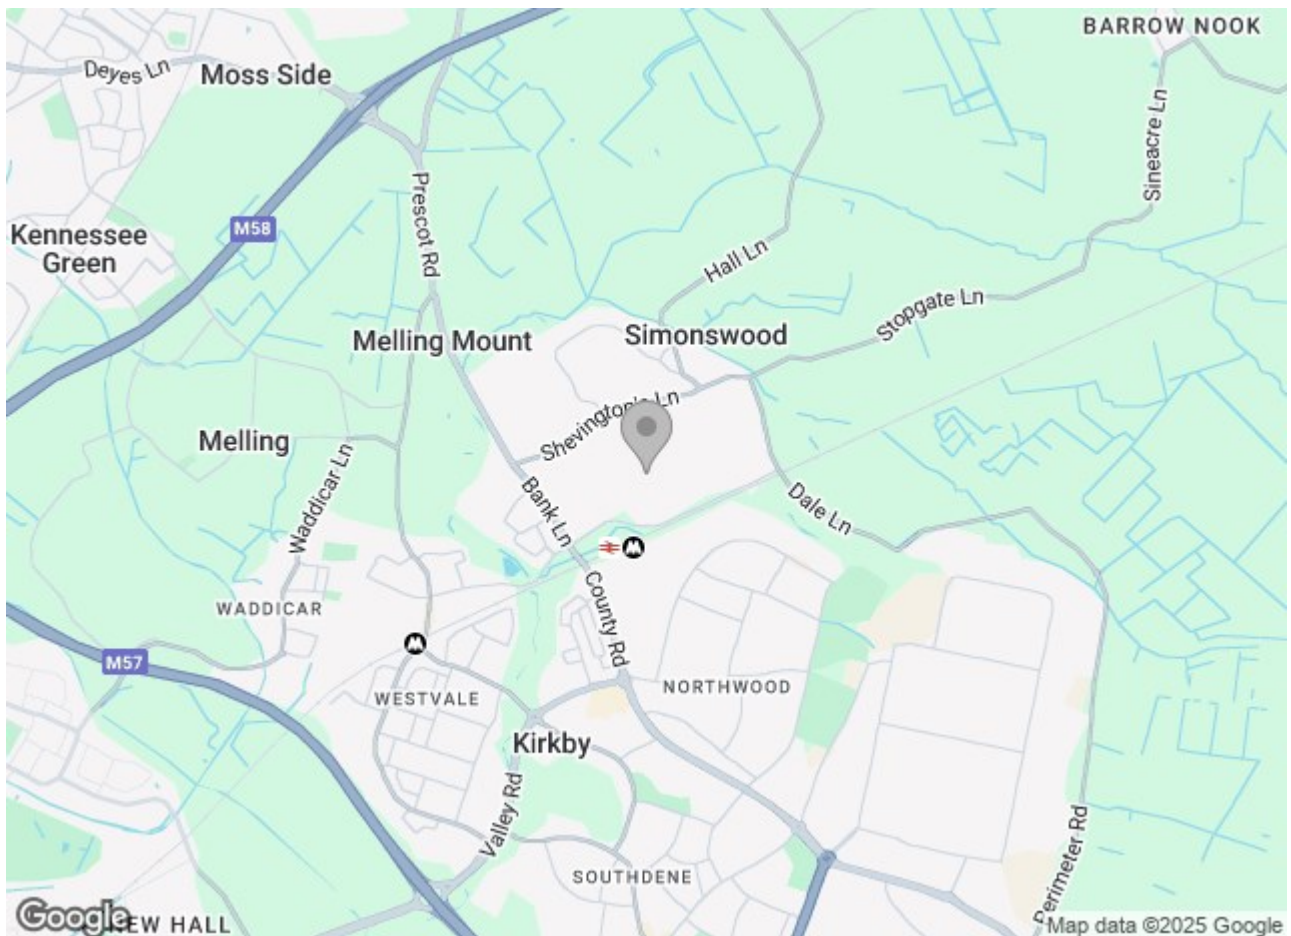 BARROW NOOK
Deyes Ln
Moss Side
Sineacre Ln
Prescot Rd
M58
Kennessee
Green
Hall Ln
Stopgate Ln
Melling Mount
Simonswood
Shevington's Ln
Melling
Waddicar Ln
Bank Ln
Dale Ln
M
County Rd
WADDICAR
M
M57
WESTVALE
NORTHWOOD
Kirkby
Valley Rd
Perimeter Rd
SOUTHDENE
Google
HEW HALL
Map data ©2025 Google